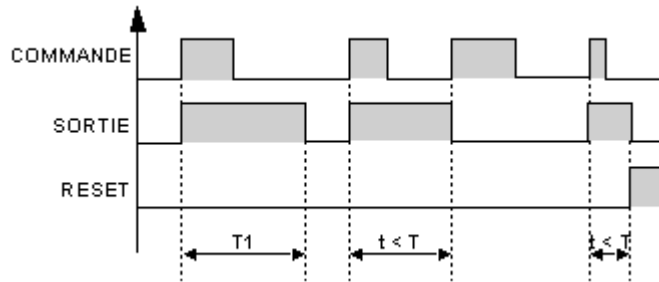 COMMANDE
SORTIE
RESET
T1
t < T
t < T